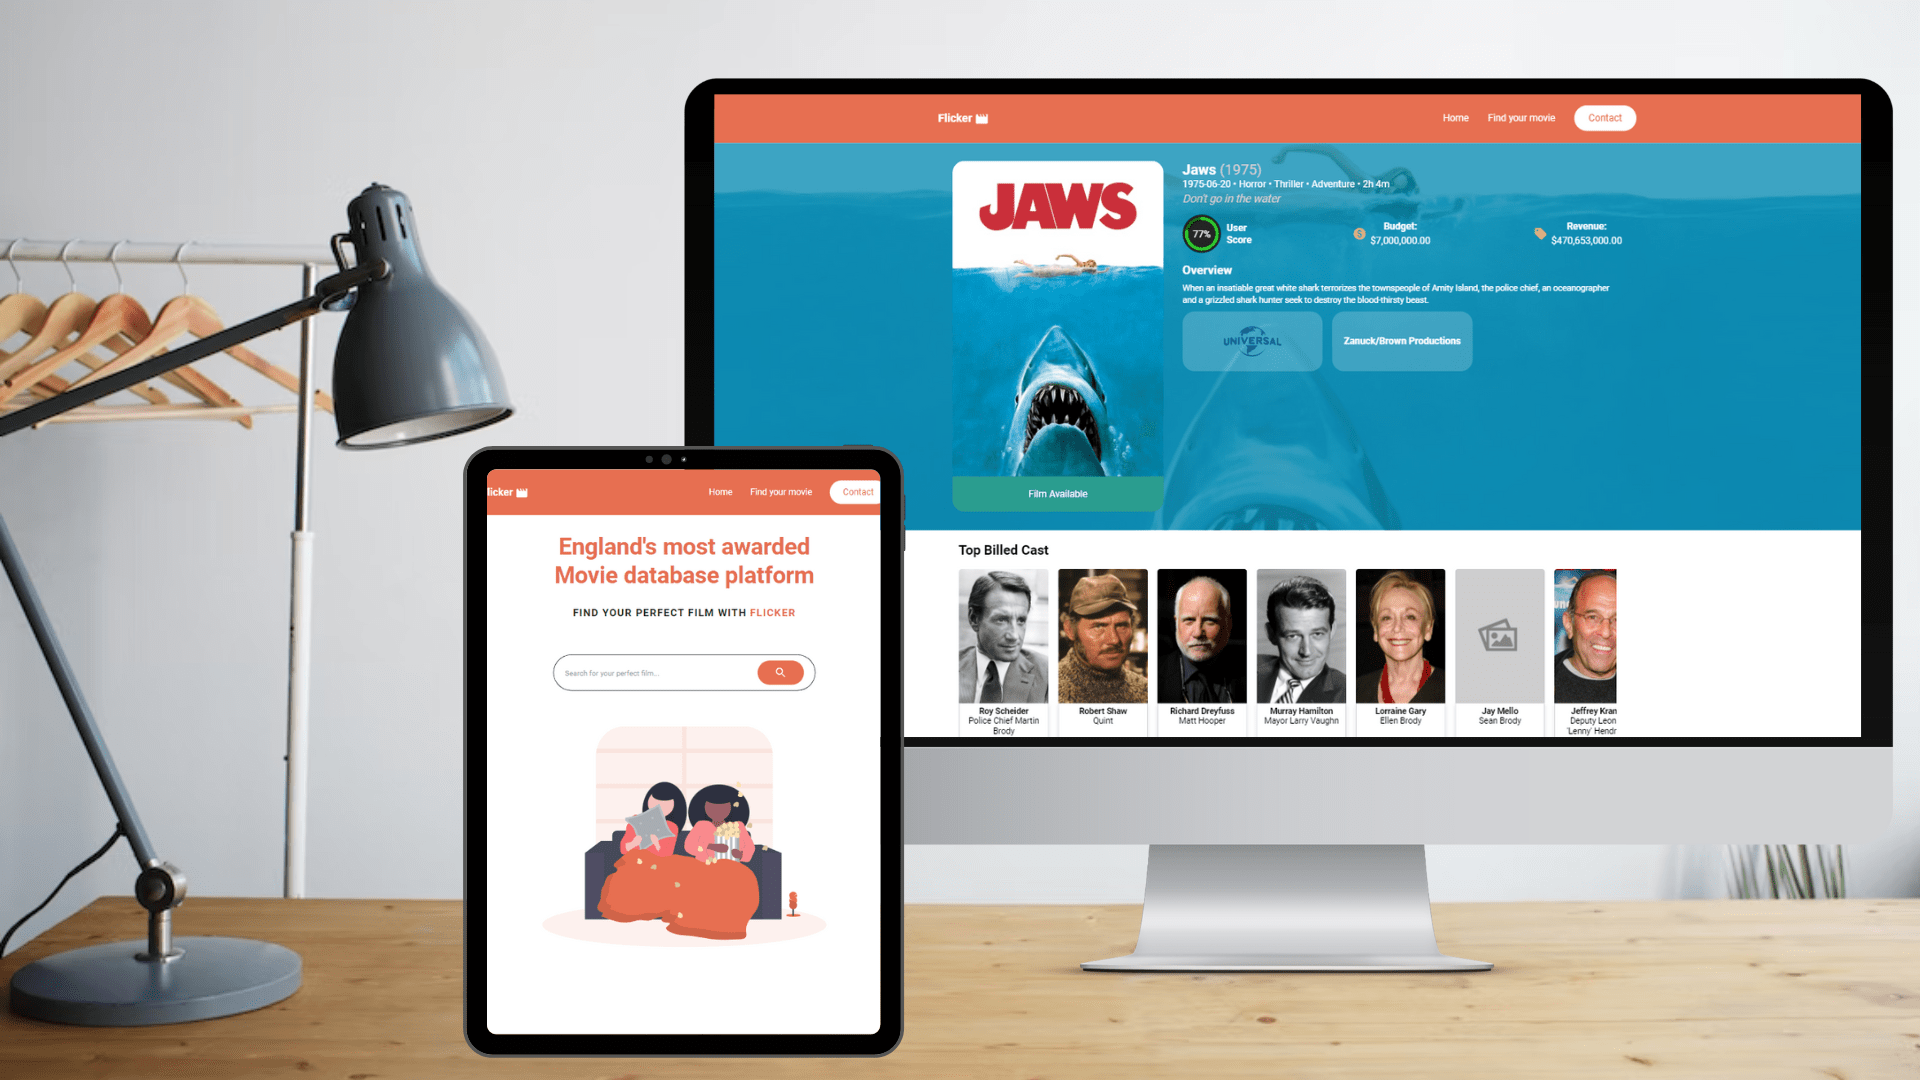 Flicker
Home
Find your movie
Contact
JAWS
Film Available
Jaws (1975)
1975-06-20 • Horror • Thriller • Adventure • 2h 4m
Don't go in the water
77%
User
Score
Budget:
$7,000,000.00
Revenue:
$470,653,000.00
Overview
When an insatiable great white shark terrorizes the townspeople of Amity Island, the police chief, an oceanographer
and a grizzled shark hunter seek to destroy the blood-thirsty beast.
UNIVERSAL
Zanuck/Brown Productions
Top Billed Cast
Roy Scheider
Police Chief Martin
Brody
Robert Shaw
Quint
Richard Dreyfuss
Matt Hooper
Murray Hamilton
Mayor Larry Vaughn
Lorraine Gary
Ellen Brody
Jay Mello
Sean Brody
Jeffrey Kran
Deputy Leon
'Lenny' Hendr
licker
Home
Find your movie
Contact
England's most awarded
Movie database platform
FIND YOUR PERFECT FILM WITH FLICKER
Search for your perfect film...